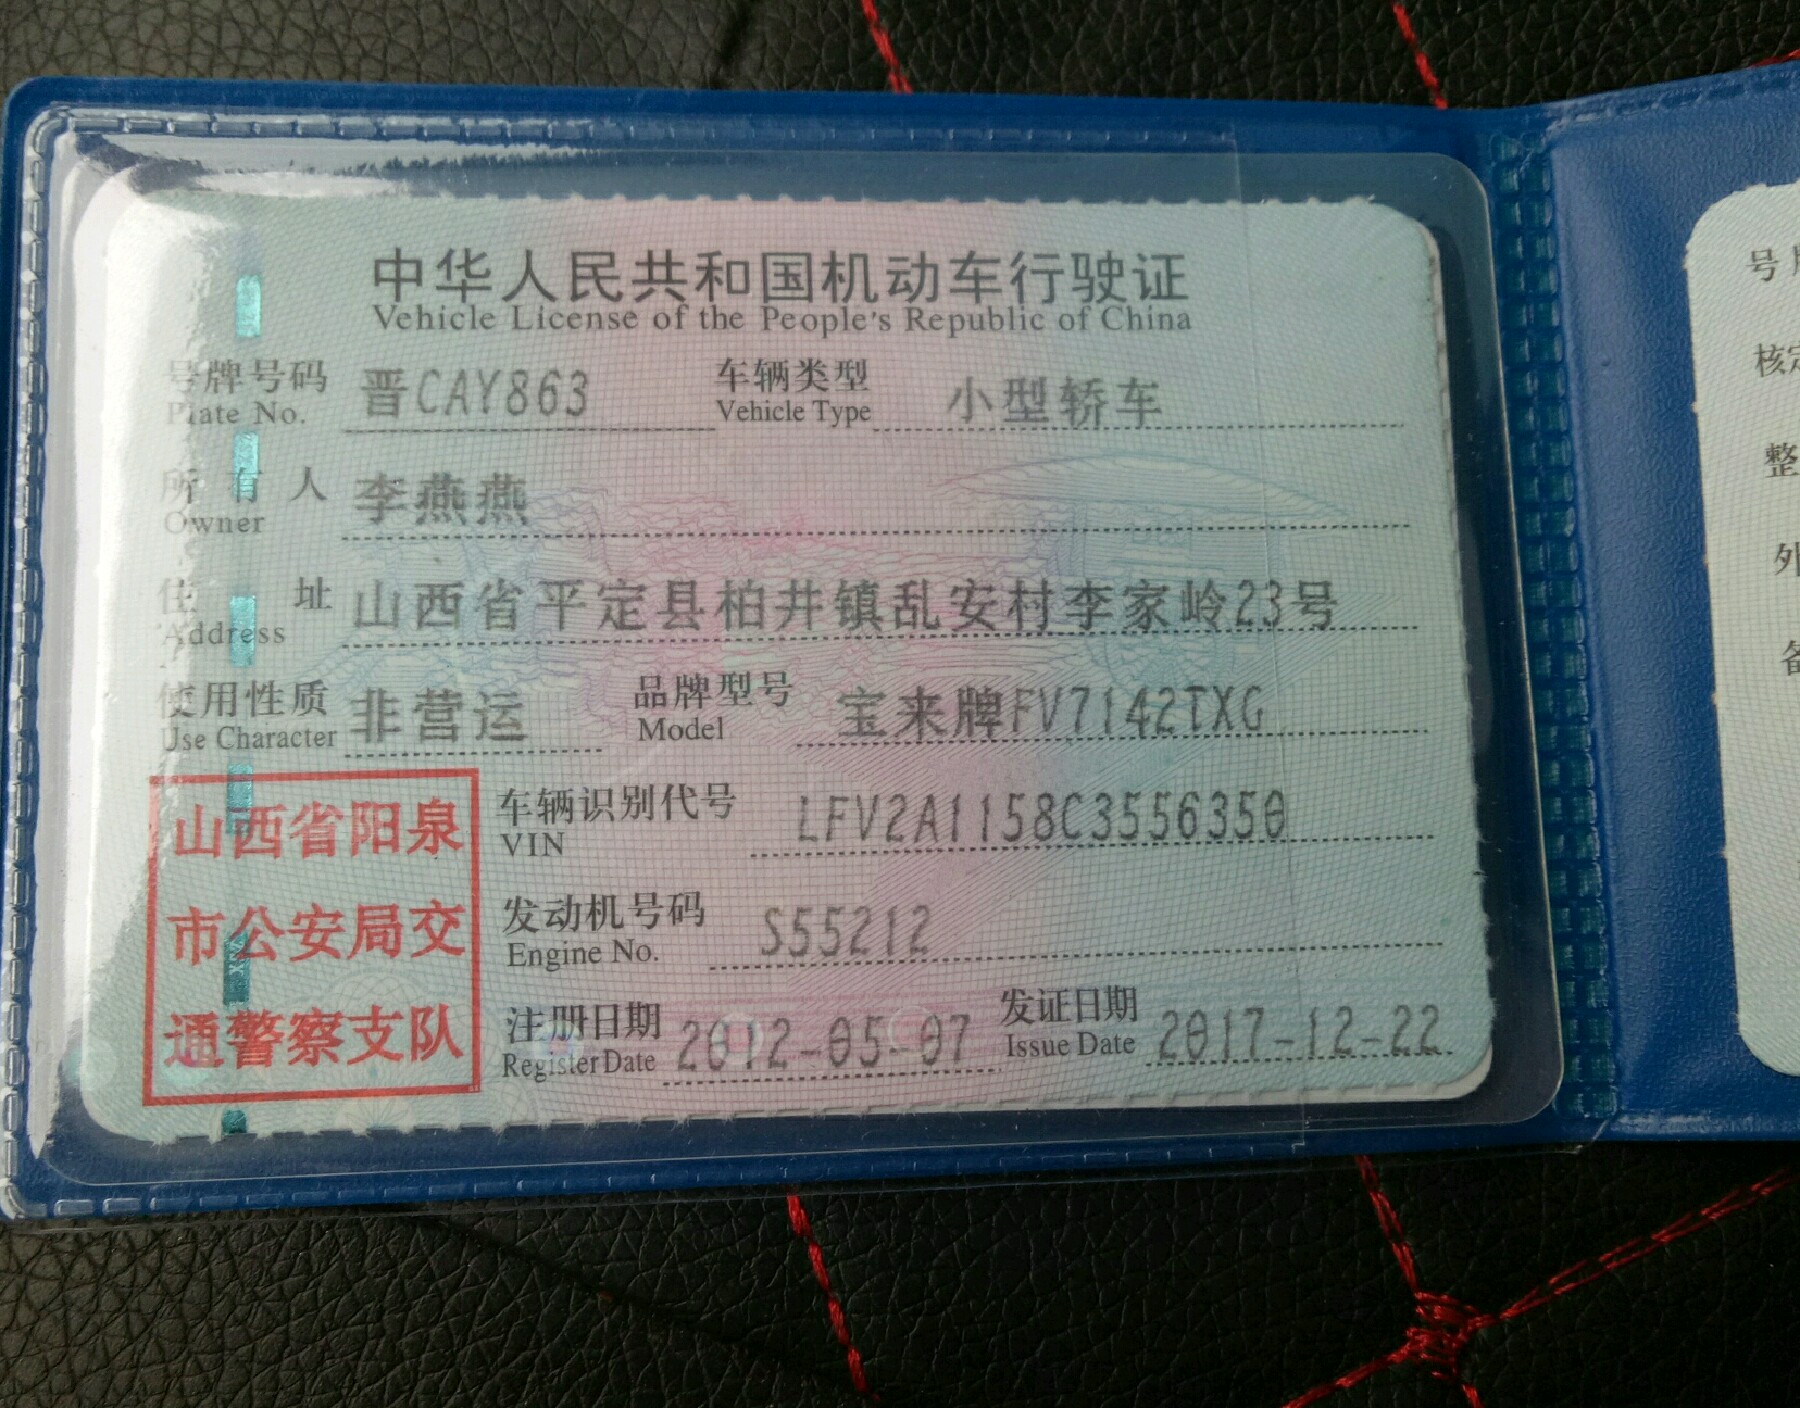 中华人民共和国机动车行驶证
Vehicle License of the People's Republic of China
号牌号码 晋CAY863 车辆类型 小型轿车
Plate No. Vehicle Type
所有人 李燕燕
Owner
住址 山西省平定县柏井镇乱安村李家岭23号
Address
使用性质 非营运 品牌型号 宝来牌FV7142TXG
Use Character Model
车辆识别代号 LFV2A1158C3556350
VIN
发动机号码 S55212
Engine No.
注册日期 2012-05-07 发证日期 2017-12-22
Register Date Issue Date
山西省阳泉
市公安局交
通警察支队
号
核定
整
外
备